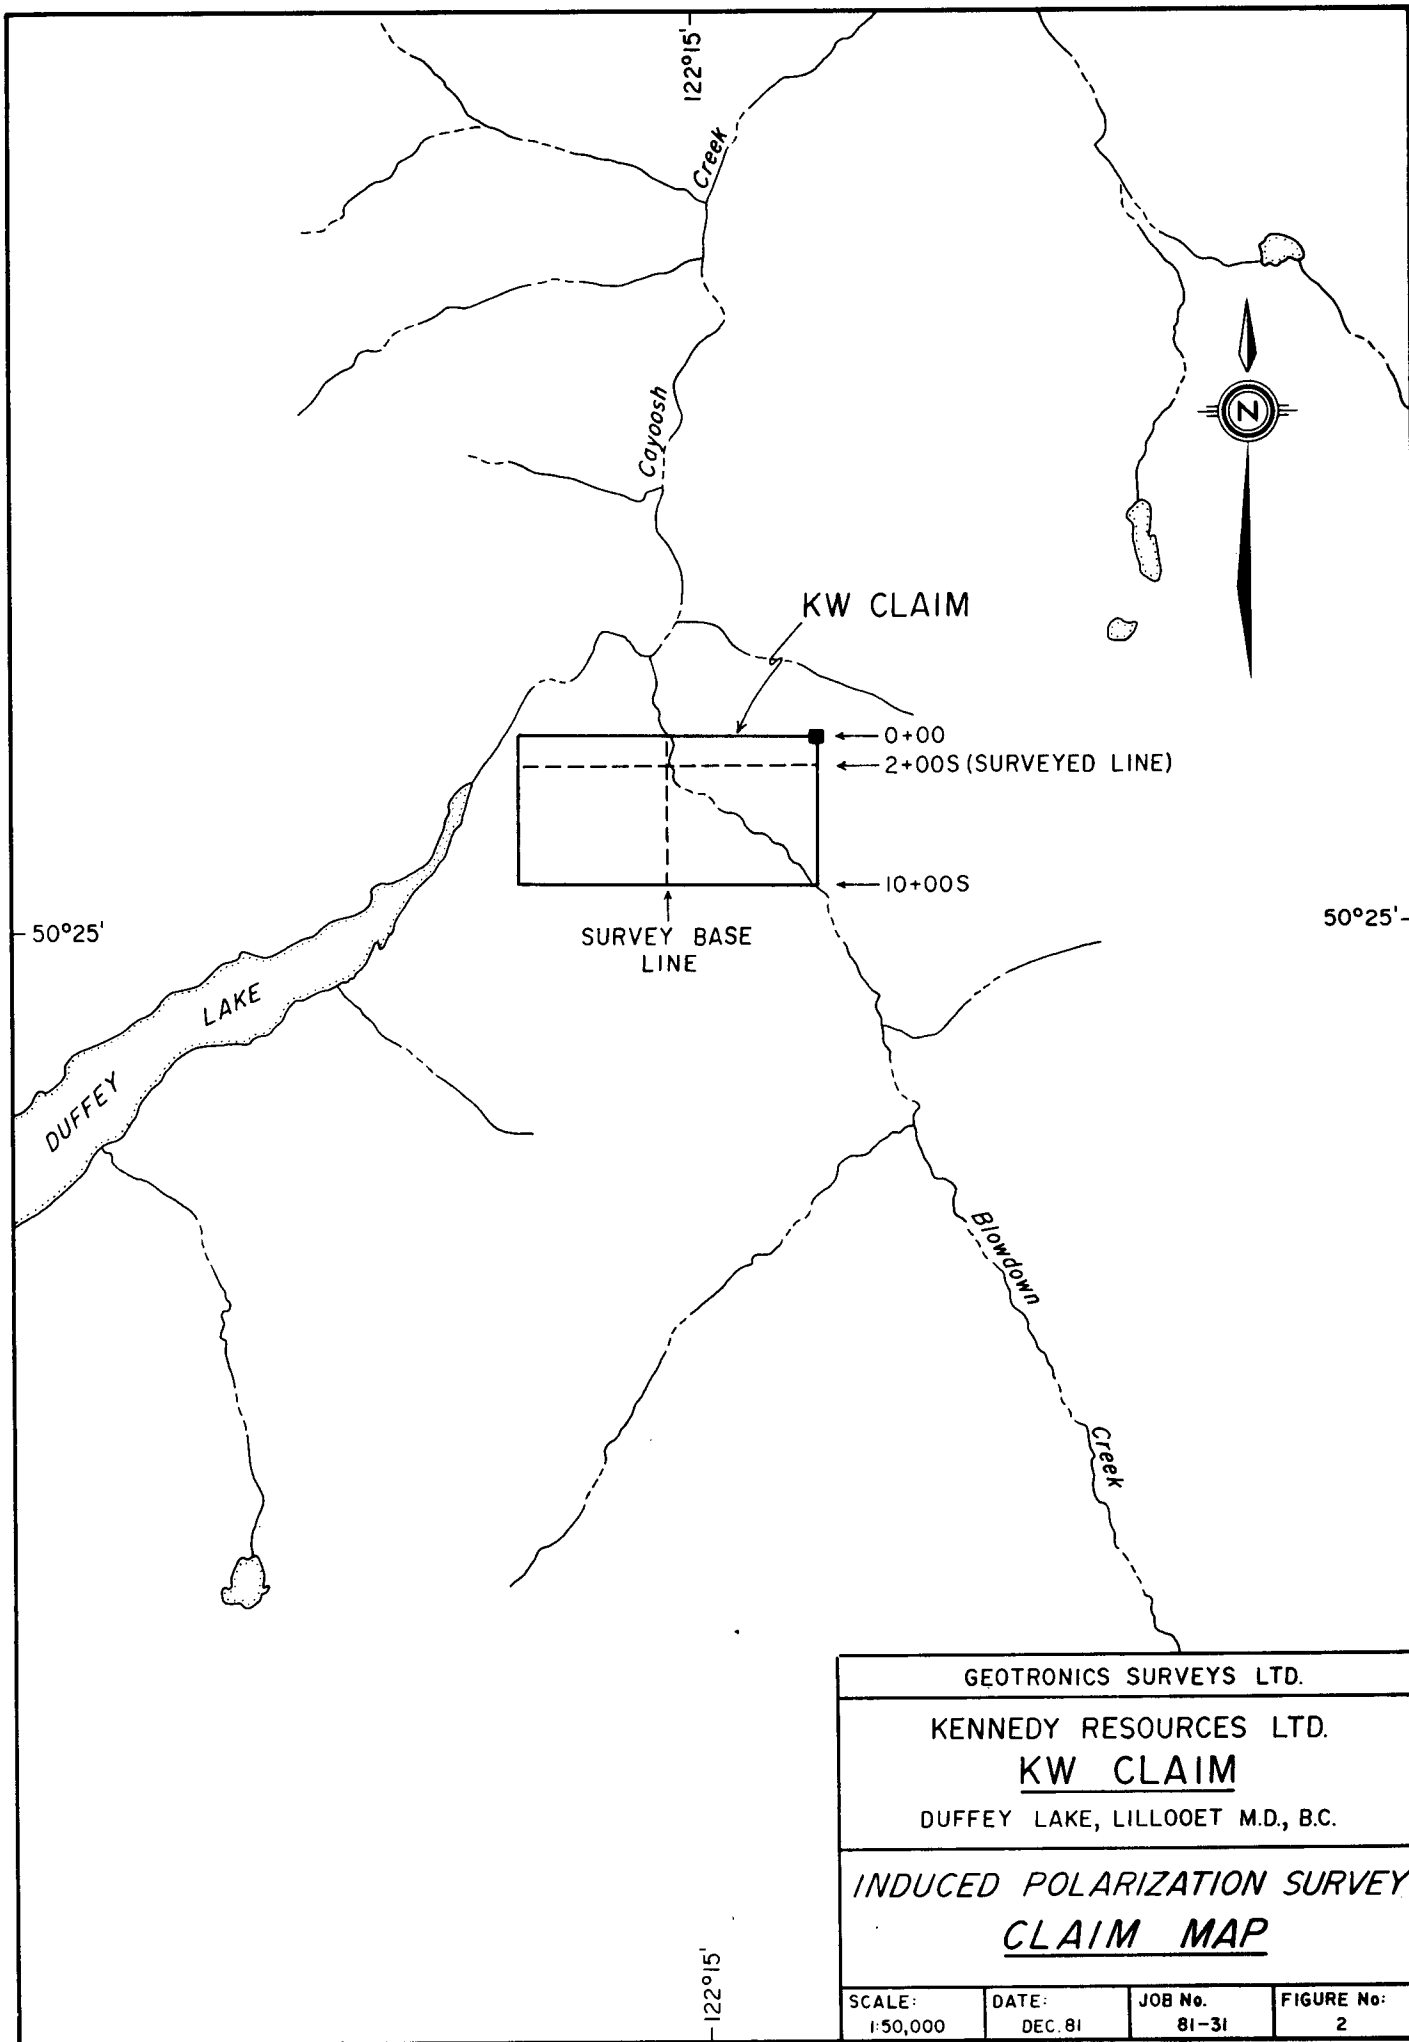 122°15'
Creek
Cayoosh
N
KW CLAIM
0+00
2+00S (SURVEYED LINE)
10+00S
50°25'
50°25'
SURVEY BASE
LINE
LAKE
DUFFEY
Blowdown
Creek
122°15'
GEOTRONICS SURVEYS LTD.
KENNEDY RESOURCES LTD.
KW CLAIM
DUFFEY LAKE, LILLOOET M.D., B.C.
INDUCED POLARIZATION SURVEY
CLAIM MAP
SCALE:
1:50,000
DATE:
DEC. 81
JOB No.
81-31
FIGURE No:
2